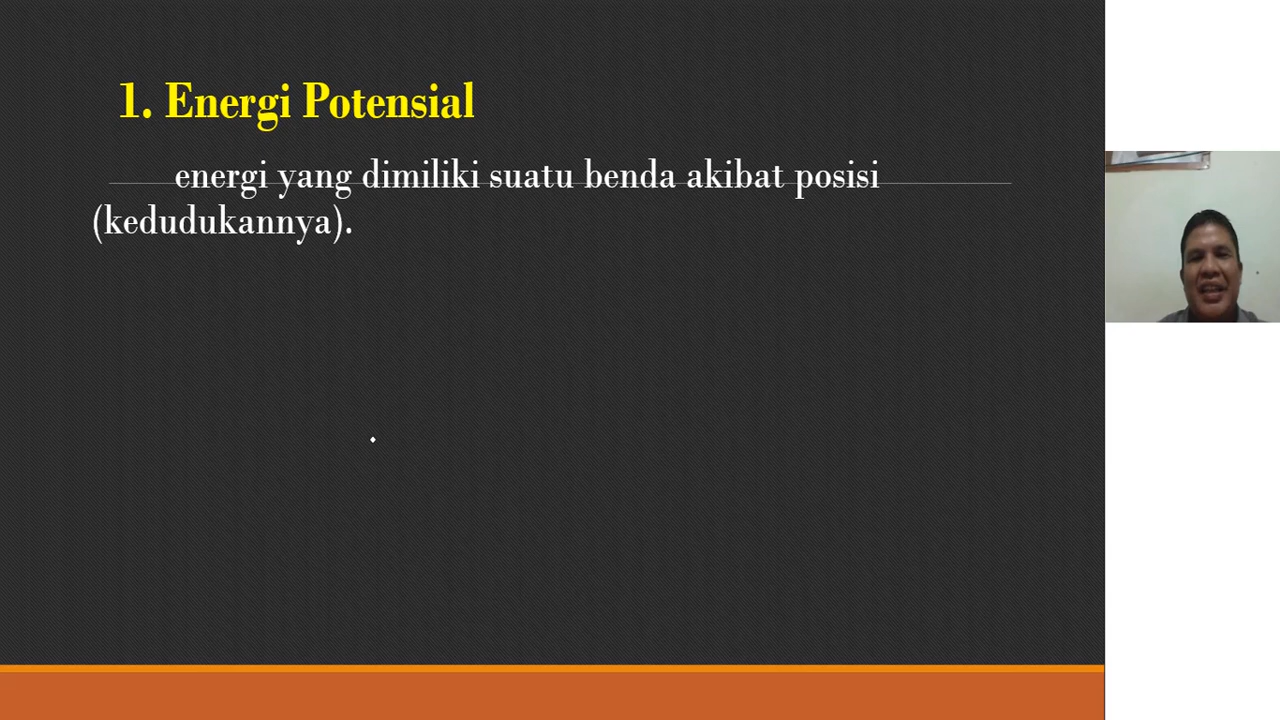 1. Energi Potensial
energi yang dimiliki suatu benda akibat posisi
(kedudukannya).